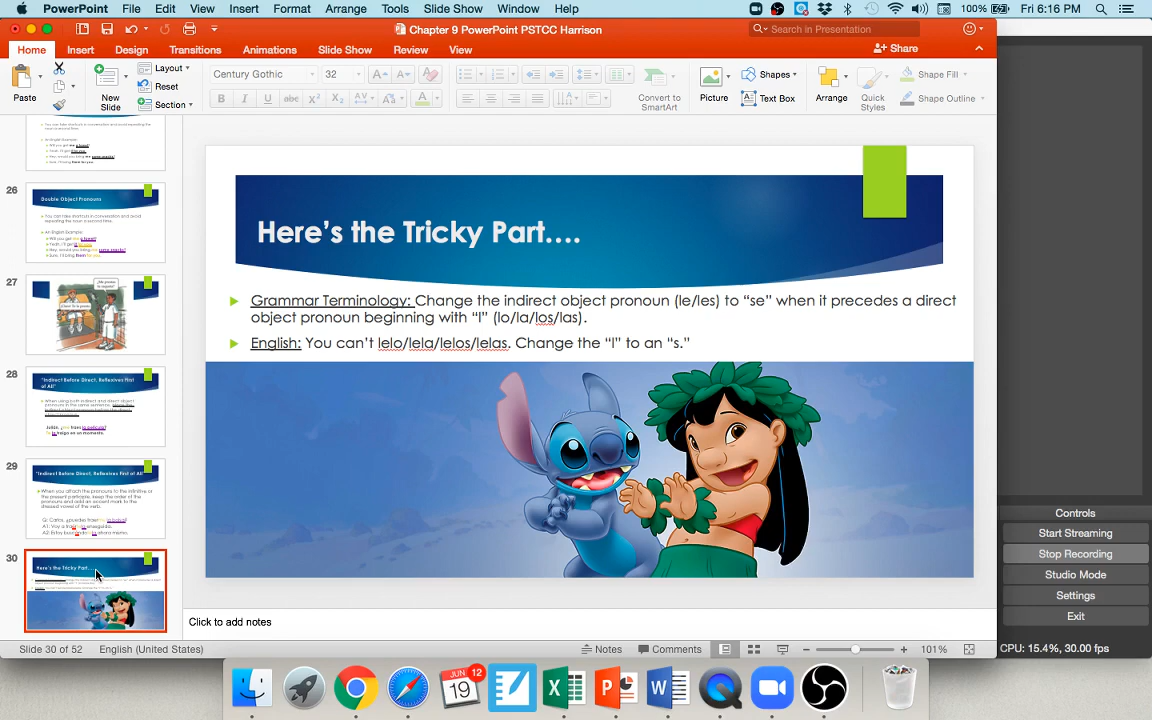 PowerPoint File Edit View Insert Format Arrange Tools Slide Show Window Help 100% Fri 6:16 PM
Chapter 9 PowerPoint PSTCC Harrison
Search in Presentation
Home Insert Design Transitions Animations Slide Show Review View Share
Paste New Slide Layout Reset Section Century Gothic 32 Convert to SmartArt Picture Shapes Text Box Arrange Quick Styles Shape Fill Shape Outline
26
Double Object Pronouns
27
28
"Indirect Before Direct, Reflexives First of All"
29
"Indirect Before Direct, Reflexives First of All"
30
Here's the Tricky Part....
Here's the Tricky Part....
Grammar Terminology: Change the indirect object pronoun (le/les) to "se" when it precedes a direct
object pronoun beginning with "l" (lo/la/los/las).
English: You can't lelo/lela/lelos/lelas. Change the "l" to an "s."
Click to add notes
Slide 30 of 52 English (United States) Notes Comments 101%
Controls
Start Streaming
Stop Recording
Studio Mode
Settings
Exit
CPU: 15.4%, 30.00 fps
JUN 19 12